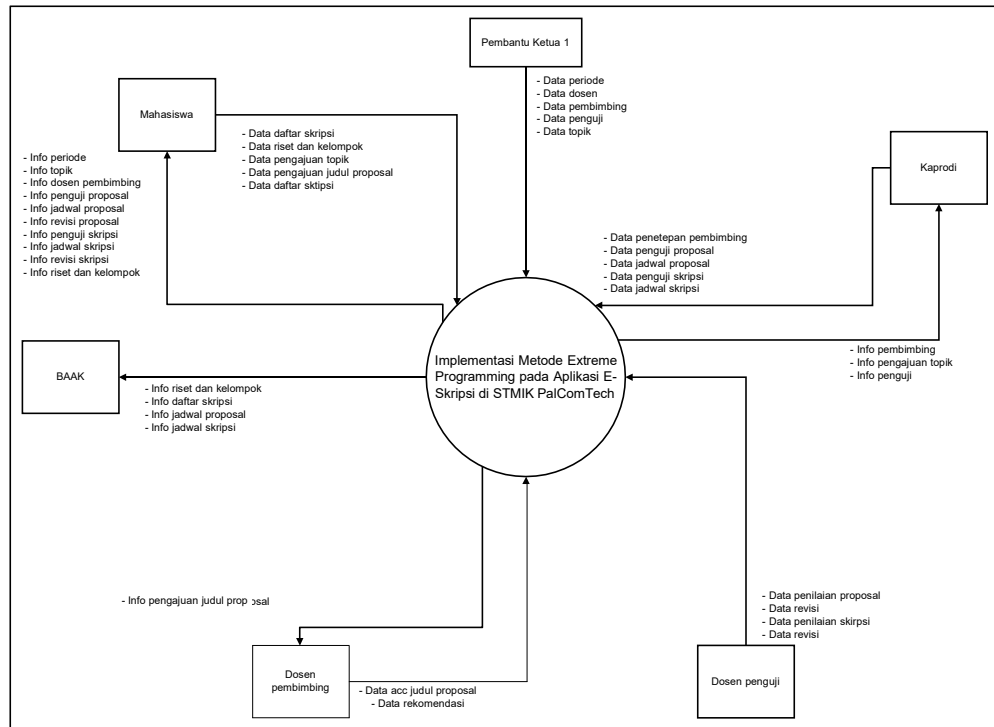 Pembantu Ketua 1
- Data periode
- Data dosen
- Data pembimbing
- Data penguji
- Data topik
Mahasiswa
- Data daftar skripsi
- Data riset dan kelompok
- Data pengajuan topik
- Data pengajuan judul proposal
- Data daftar sktipsi
- Info periode
- Info topik
- Info dosen pembimbing
- Info penguji proposal
- Info jadwal proposal
- Info revisi proposal
- Info penguji skripsi
- Info jadwal skripsi
- Info revisi skripsi
- Info riset dan kelompok
Kaprodi
- Data penetepan pembimbing
- Data penguji proposal
- Data jadwal proposal
- Data penguji skripsi
- Data jadwal skripsi
- Info pembimbing
- Info pengajuan topik
- Info penguji
Implementasi Metode Extreme
Programming pada Aplikasi E-
Skripsi di STMIK PalComTech
BAAK
- Info riset dan kelompok
- Info daftar skripsi
- Info jadwal proposal
- Info jadwal skripsi
- Info pengajuan judul proposal
Dosen
pembimbing
- Data acc judul proposal
- Data rekomendasi
- Data penilaian proposal
- Data revisi
- Data penilaian skirpsi
- Data revisi
Dosen penguji